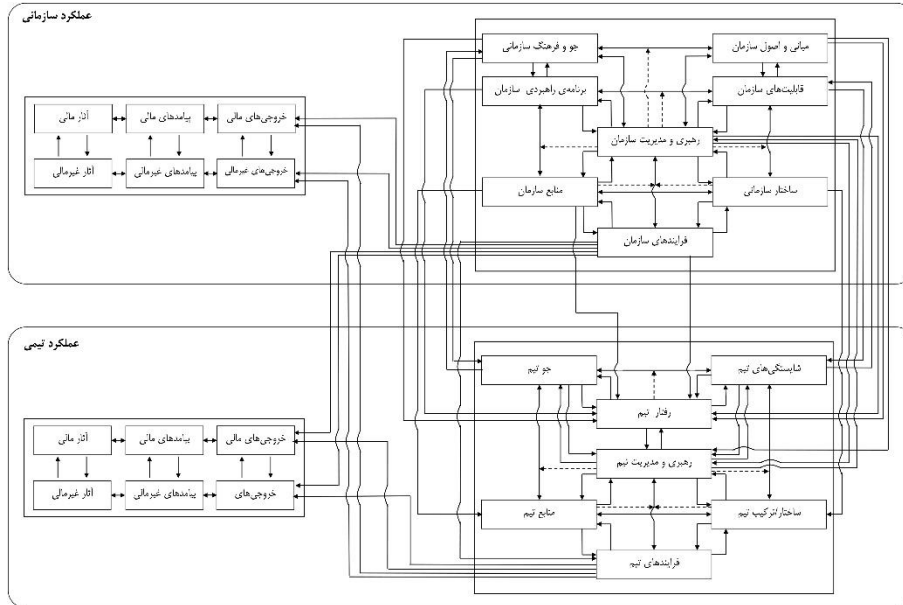 عملکرد سازمانی
مبانی و اصول سازمان
جو و فرهنگ سازمانی
قابلیت‌های سازمان
برنامه‌ی راهبردی سازمان
رهبری و مدیریت سازمان
ساختار سازمانی
منابع سازمان
فرایندهای سازمان
خروجی‌های مالی
پیامدهای مالی
آثار مالی
خروجی‌های غیرمالی
پیامدهای غیرمالی
آثار غیرمالی
عملکرد تیمی
شایستگی‌های تیم
جو تیم
رفتار تیم
رهبری و مدیریت تیم
ساختار/ترکیب تیم
منابع تیم
فرایندهای تیم
خروجی‌های مالی
پیامدهای مالی
آثار مالی
خروجی‌های
پیامدهای غیرمالی
آثار غیرمالی